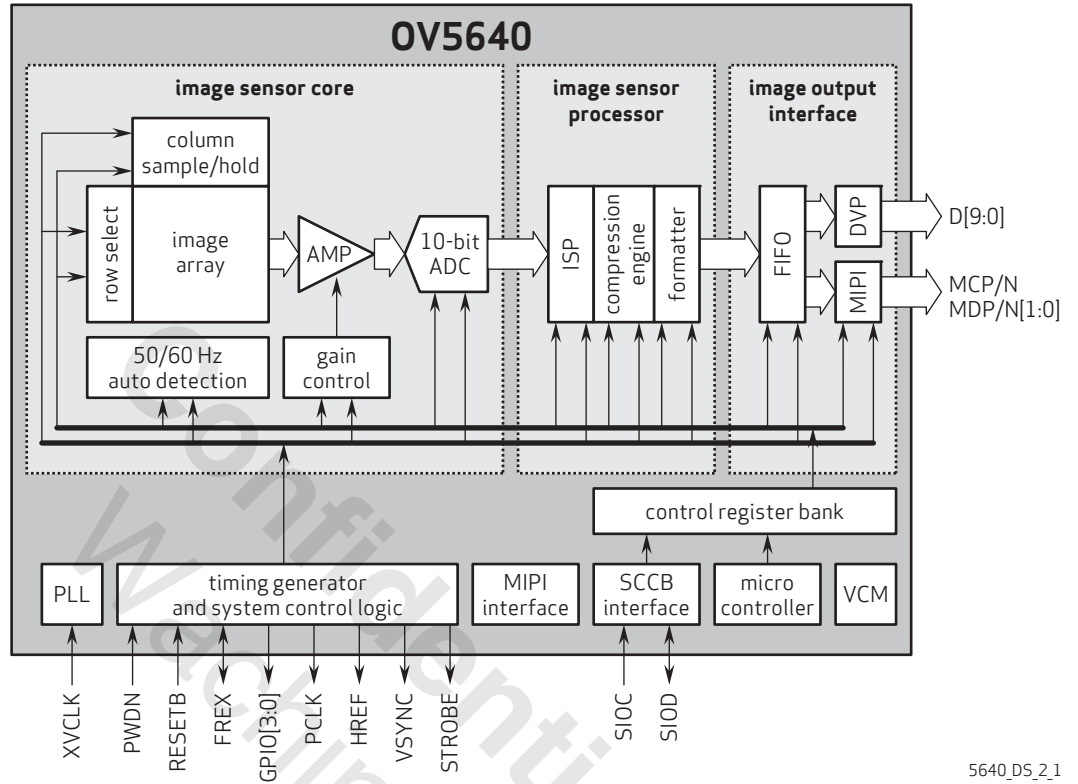 OV5640
image sensor core
image sensor
processor
image output
interface
column
sample/hold
row select
image
array
AMP
10-bit
ADC
ISP
compression
engine
formatter
FIFO
DVP
MIPI
D[9:0]
MCP/N
MDP/N[1:0]
50/60 Hz
auto detection
gain
control
control register bank
PLL
timing generator
and system control logic
MIPI
interface
SCCB
interface
micro
controller
VCM
XVCLK
PWDN
RESETB
FREX
GPIO[3:0]
PCLK
HREF
VSYNC
STROBE
SIOC
SIOD
5640_DS_2_1